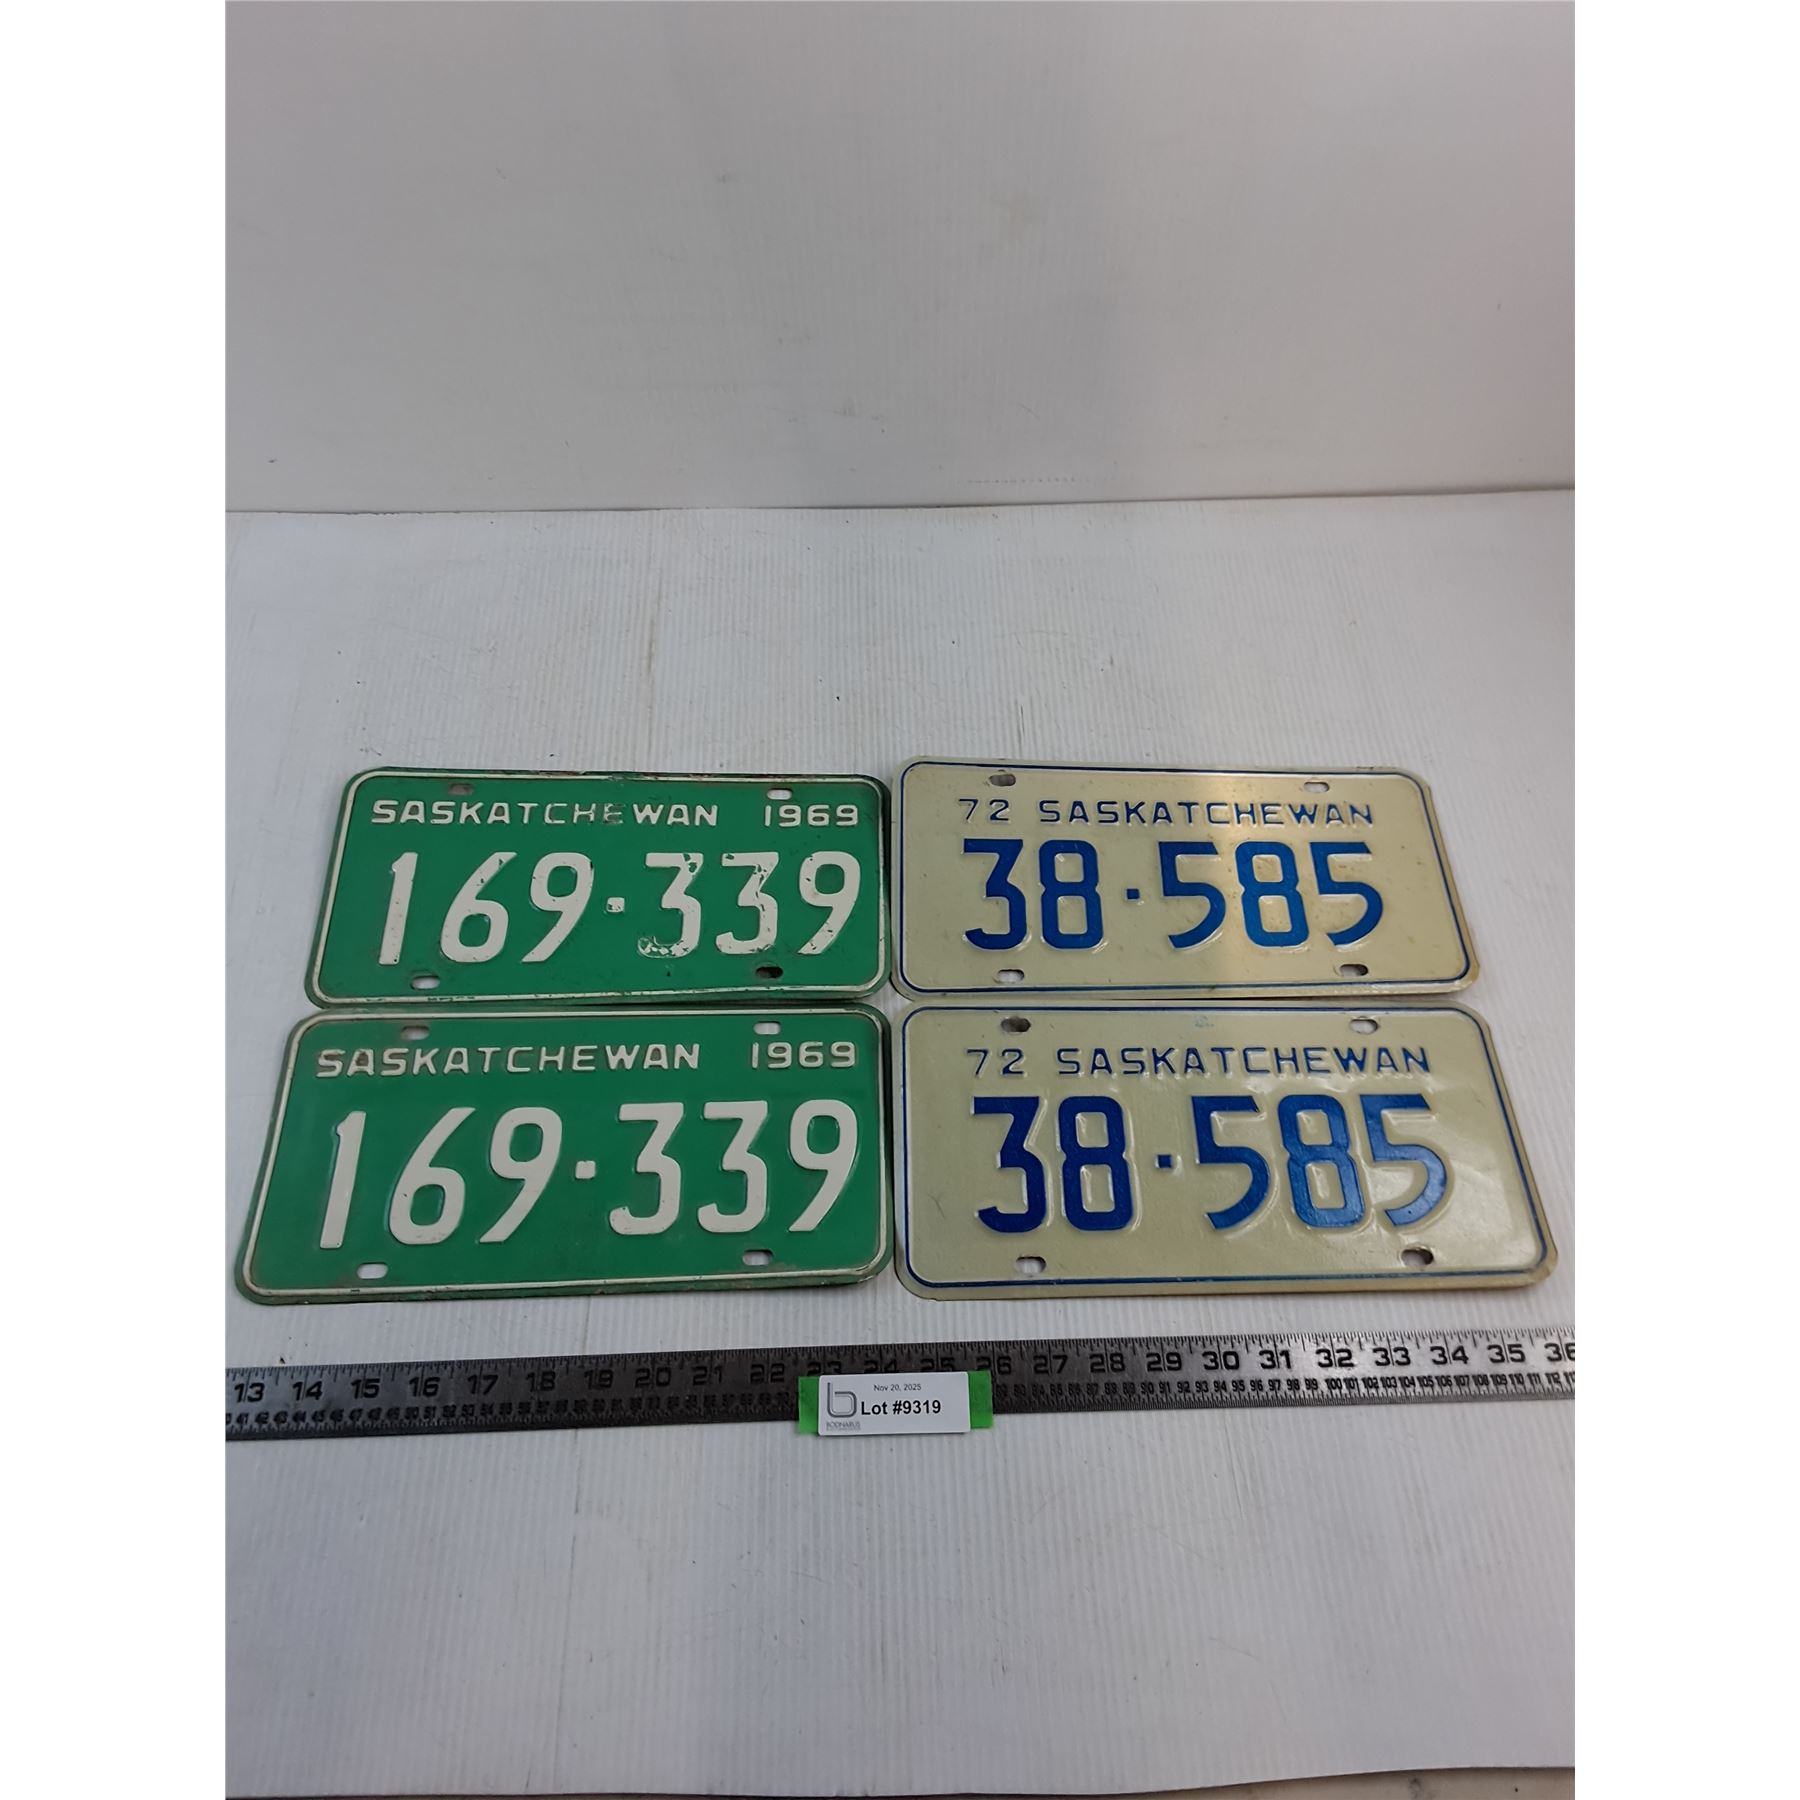 SASKATCHEWAN 1969
169·339
72 SASKATCHEWAN
38·585
SASKATCHEWAN 1969
169·339
72 SASKATCHEWAN
38·585
13 14 15 16 17 18 19 20 21 22 23 24 25 26 27 28 29 30 31 32 33 34 35 36
Nov 20, 2025
Lot #9319
BODNARUS